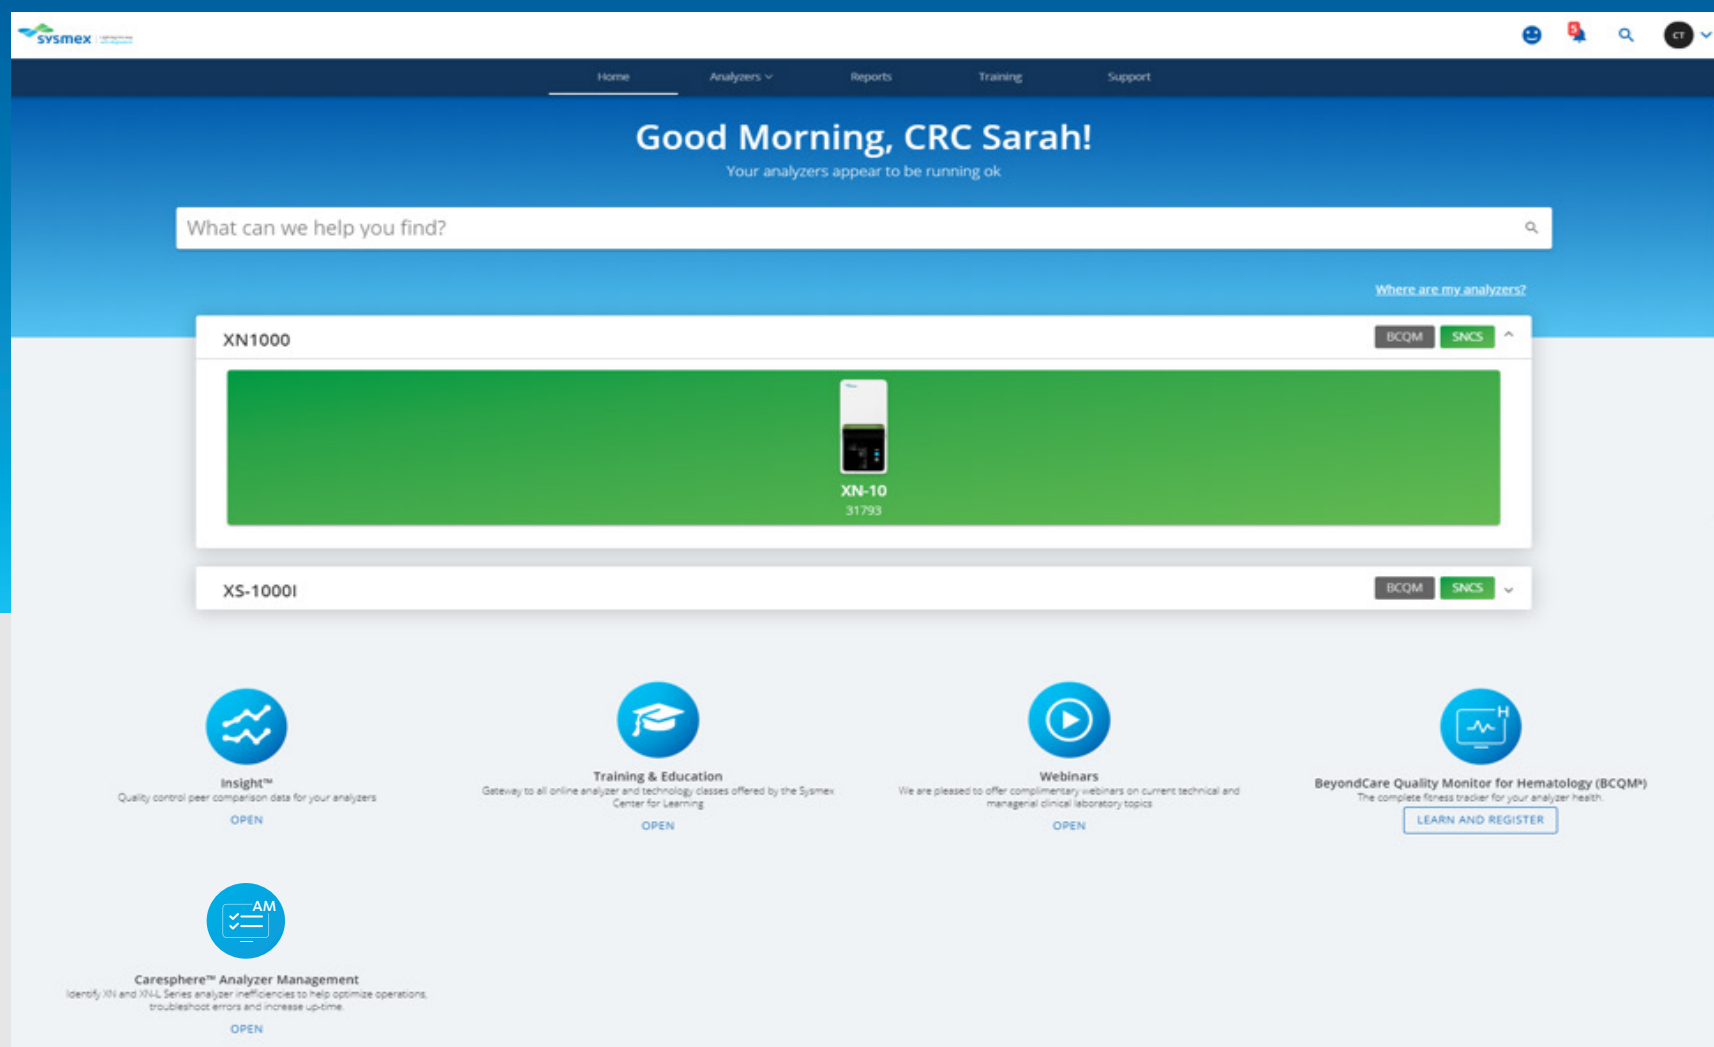 sysmex
5
CT
Home
Analyzers
Reports
Training
Support
Good Morning, CRC Sarah!
Your analyzers appear to be running ok
What can we help you find?
Where are my analyzers?
XN1000
BCQM
SNCS
XN-10
31793
XS-1000I
BCQM
SNCS
Insight™
Quality control peer comparison data for your analyzers
OPEN
Training & Education
Gateway to all online analyzer and technology classes offered by the Sysmex
Center for Learning
OPEN
Webinars
We are pleased to offer complimentary webinars on current technical and
managerial clinical laboratory topics
OPEN
H
BeyondCare Quality Monitor for Hematology
The complete fitness tracker for your analyzer health.
LEARN AND REGISTER
AM
Caresphere™ Analyzer Management
Identify XN and XN-L Series analyzer inefficiencies to help optimize operations,
troubleshoot errors and increase up-time.
OPEN